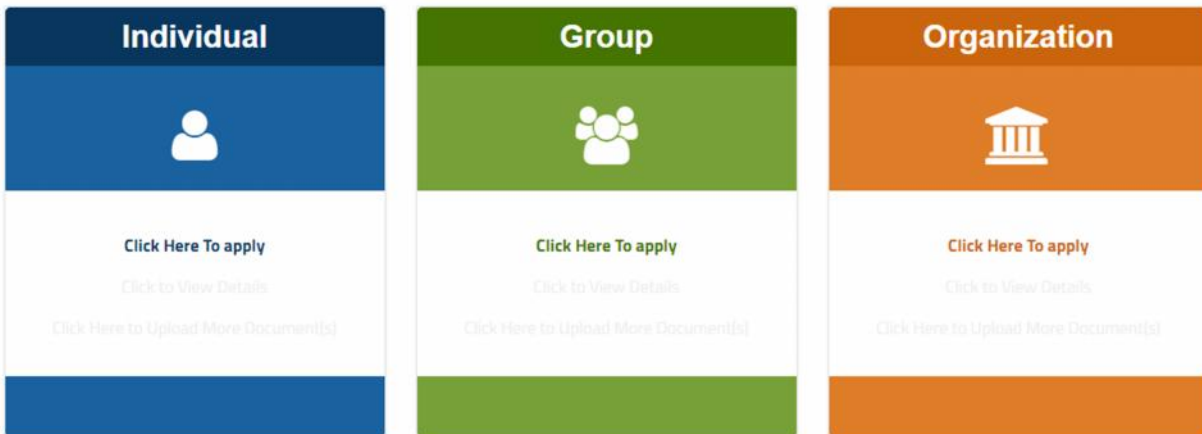 Individual
Click Here To apply
Click to View Details
Click Here to Upload More Document(s)
Group
Click Here To apply
Click to View Details
Click Here to Upload More Document(s)
Organization
Click Here To apply
Click to View Details
Click Here to Upload More Document(s)